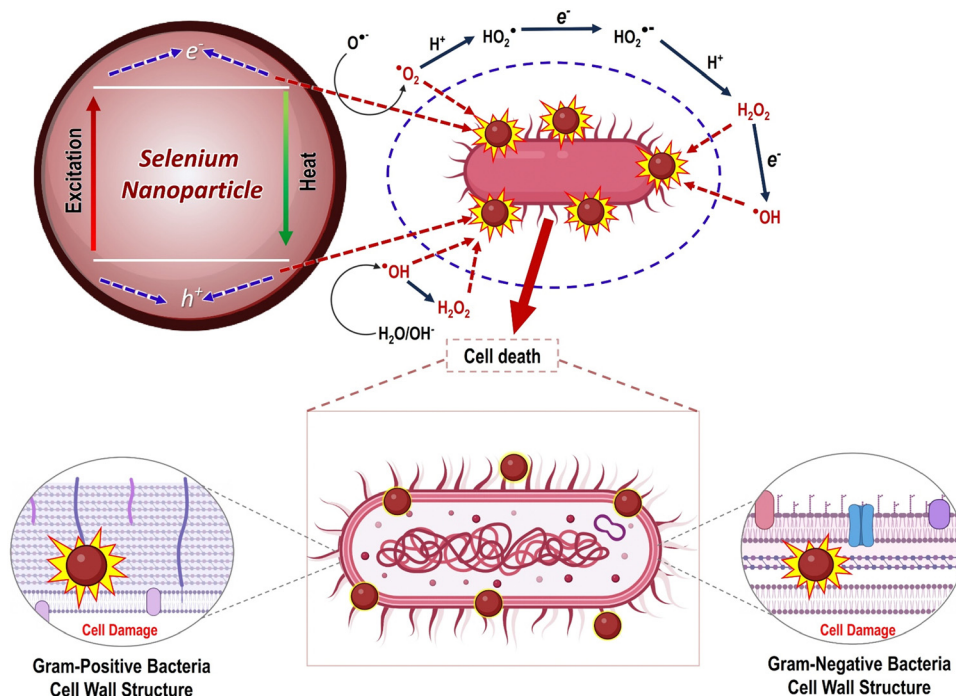 e-
Excitation
Selenium
Nanoparticle
Heat
h+
O•-
•O2
H+
HO2•
e-
HO2•-
H+
H2O2
e-
•OH
•OH
H2O2
H2O/OH-
Cell death
Cell Damage
Gram-Positive Bacteria
Cell Wall Structure
Cell Damage
Gram-Negative Bacteria
Cell Wall Structure